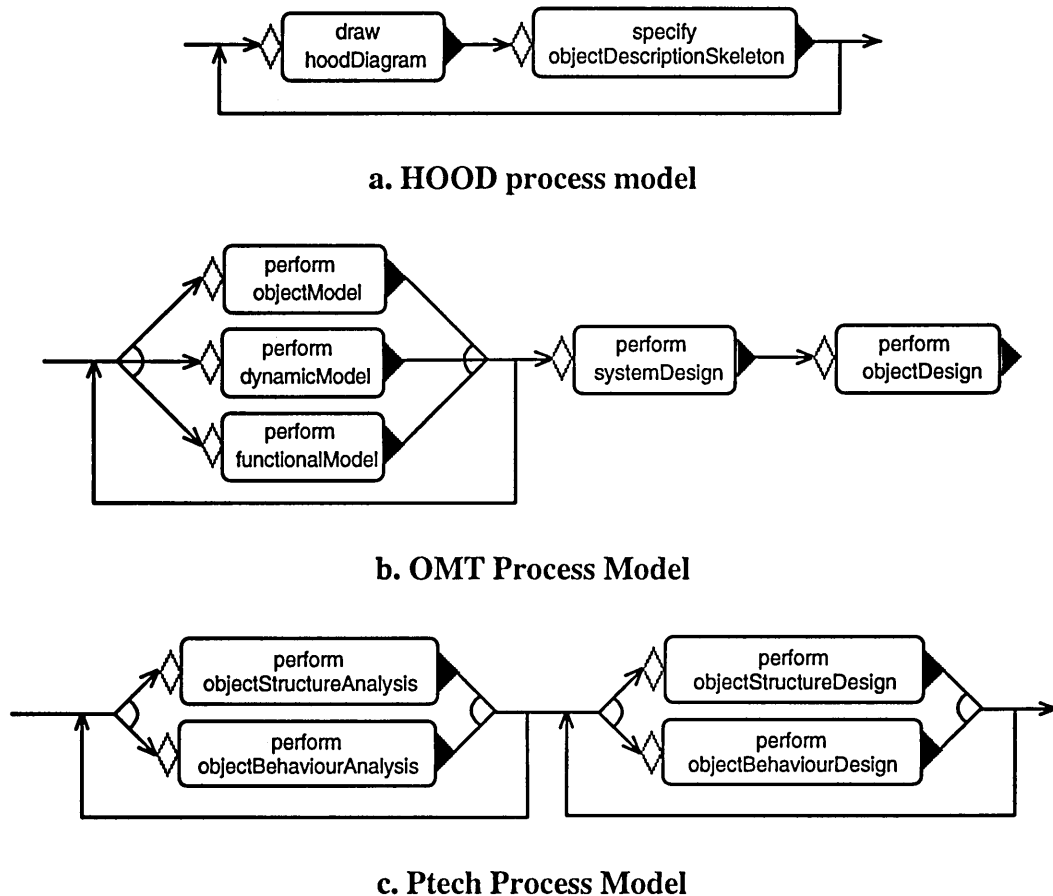 draw
hoodDiagram
specify
objectDescriptionSkeleton
a. HOOD process model
perform
objectModel
perform
dynamicModel
perform
functionalModel
perform
systemDesign
perform
objectDesign
b. OMT Process Model
perform
objectStructureAnalysis
perform
objectBehaviourAnalysis
perform
objectStructureDesign
perform
objectBehaviourDesign
c. Ptech Process Model